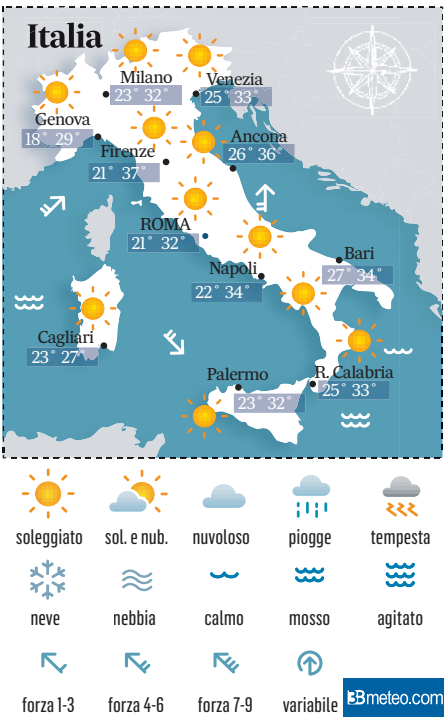 Italia
Milano
23° 32°
Venezia
25° 33°
Genova
18° 29°
Firenze
21° 37°
Ancona
26° 36°
ROMA
21° 32°
Napoli
22° 34°
Bari
27° 34°
Cagliari
23° 27°
Palermo
23° 32°
R. Calabria
25° 33°
soleggiato sol. e nub. nuvoloso piogge tempesta
neve nebbia calmo mosso agitato
forza 1-3 forza 4-6 forza 7-9 variabile
3Bmeteo.com